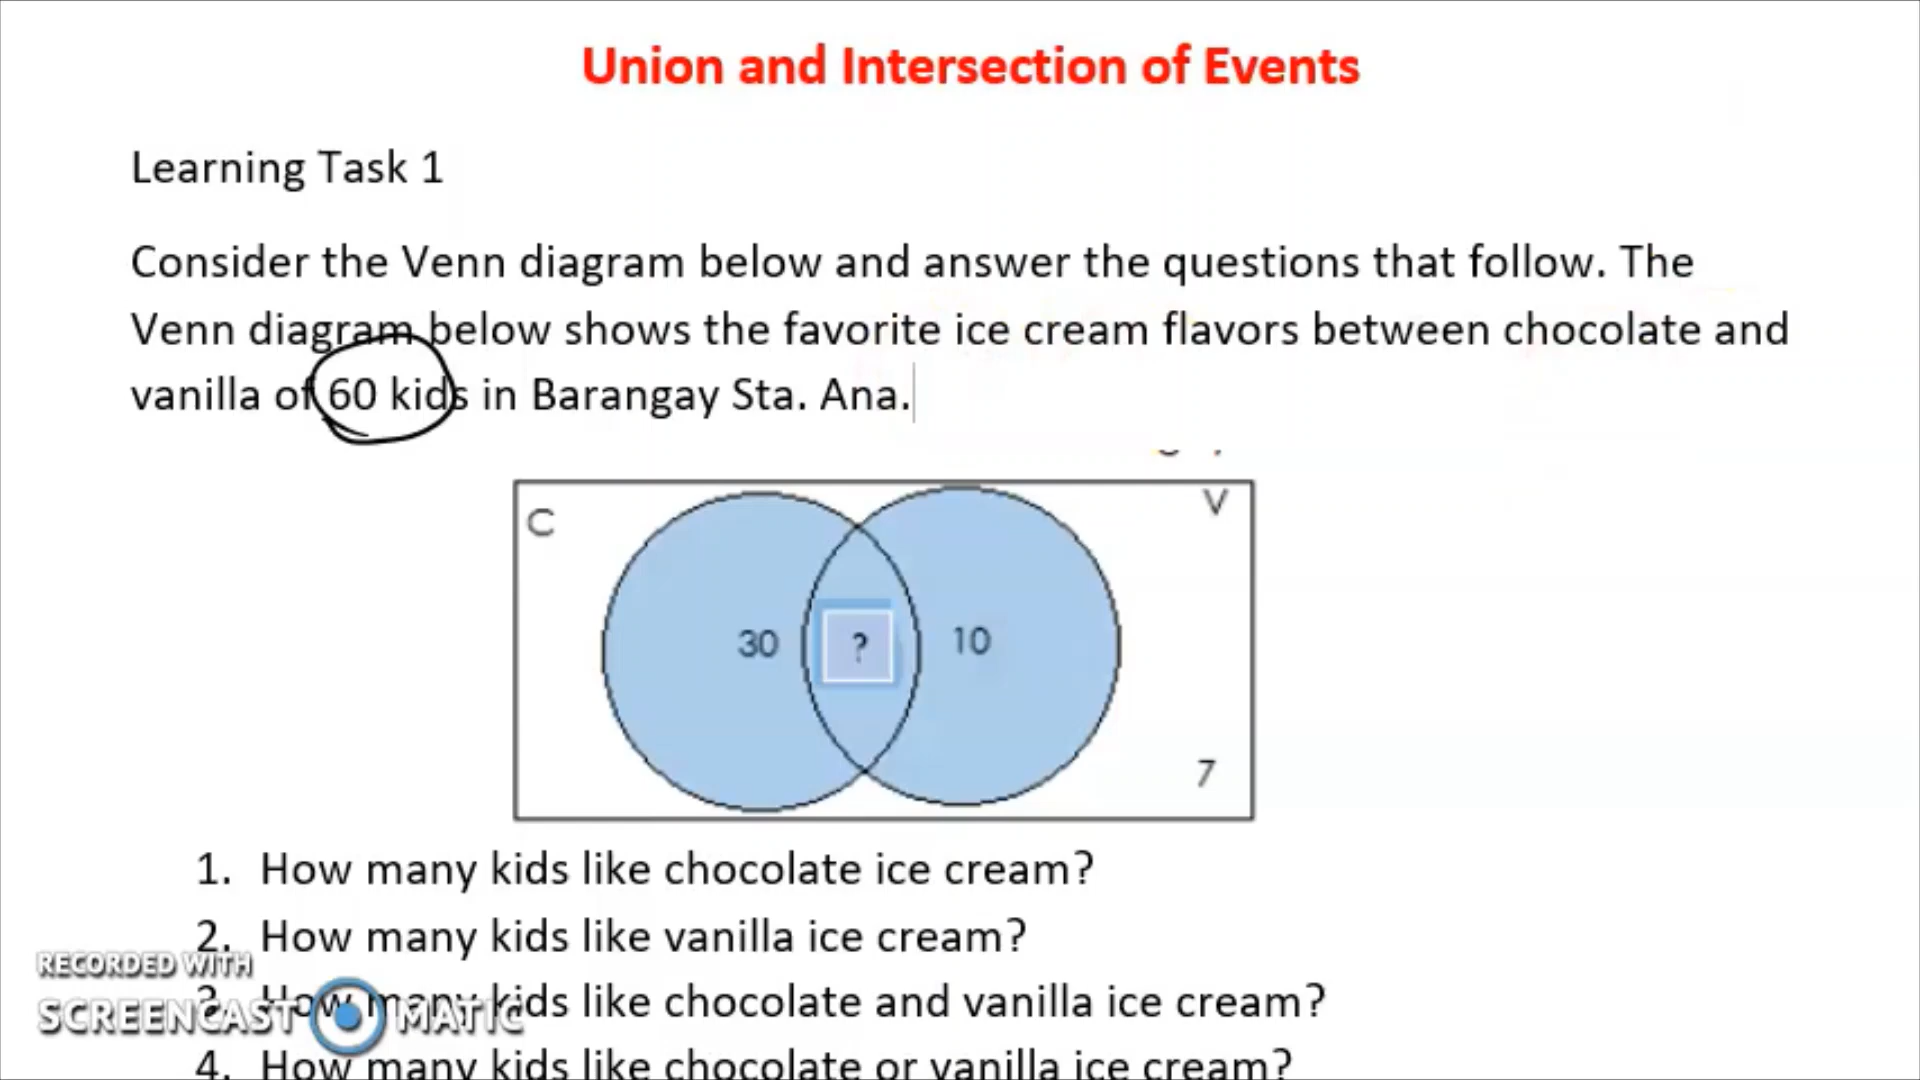 Union and Intersection of Events
Learning Task 1
Consider the Venn diagram below and answer the questions that follow. The
Venn diagram below shows the favorite ice cream flavors between chocolate and
vanilla of 60 kids in Barangay Sta. Ana.
C
V
30
?
10
7
1. How many kids like chocolate ice cream?
2. How many kids like vanilla ice cream?
RECORDED WITH
3. How many kids like chocolate and vanilla ice cream?
SCREENCAST MATIC
4. How many kids like chocolate or vanilla ice cream?